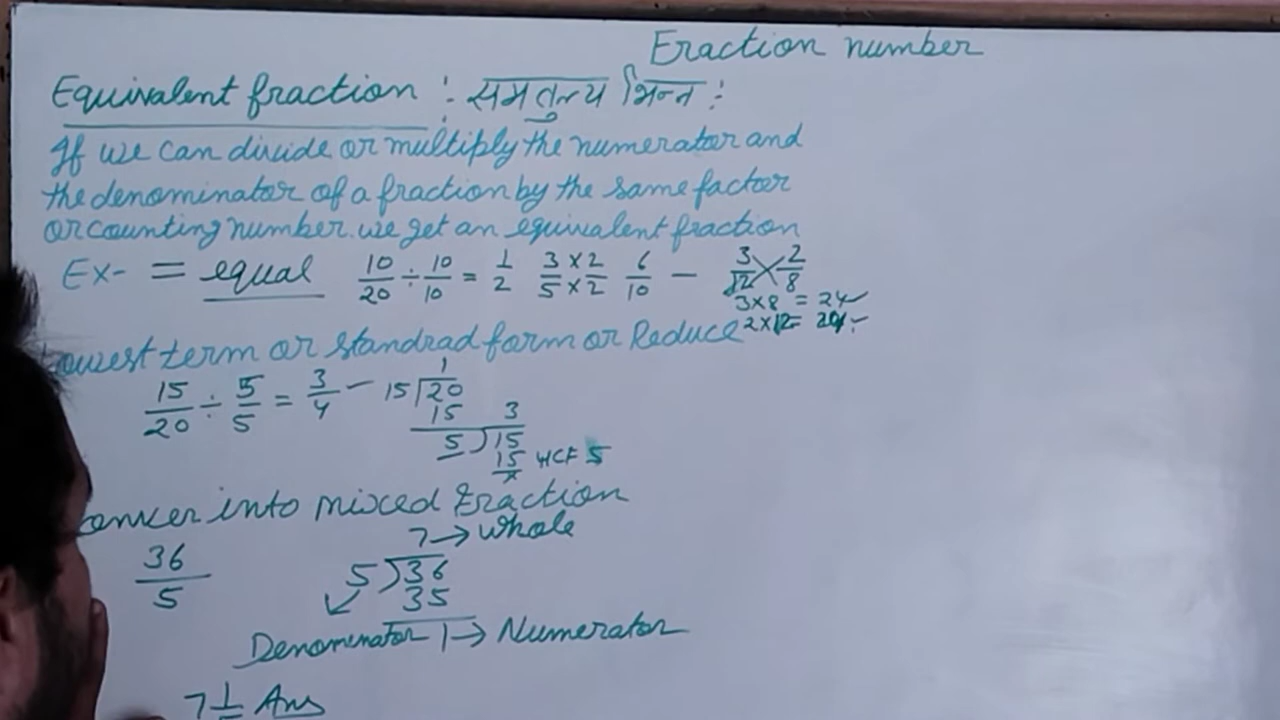 Fraction number
Equivalent fraction :- समतुल्य भिन्न :
If we can divide or multiply the numerator and
the denominator of a fraction by the same factor
or counting number. we get an equivalent fraction
Ex- = equal 10/20 ÷ 10/10 = 1/2 3×2/5×2 6/10 — 3/12 × 2/8
3×8 = 24
2×12= 24
Lowest term or standrad form or Reduce
15/20 ÷ 5/5 = 3/4 — 15)20 1
15 3
5)15
15 HCF 5
x
into mixed Fraction
7 → Whole
36/5 5)36
35
Denominator 1 → Numerator
7 1/ Ans